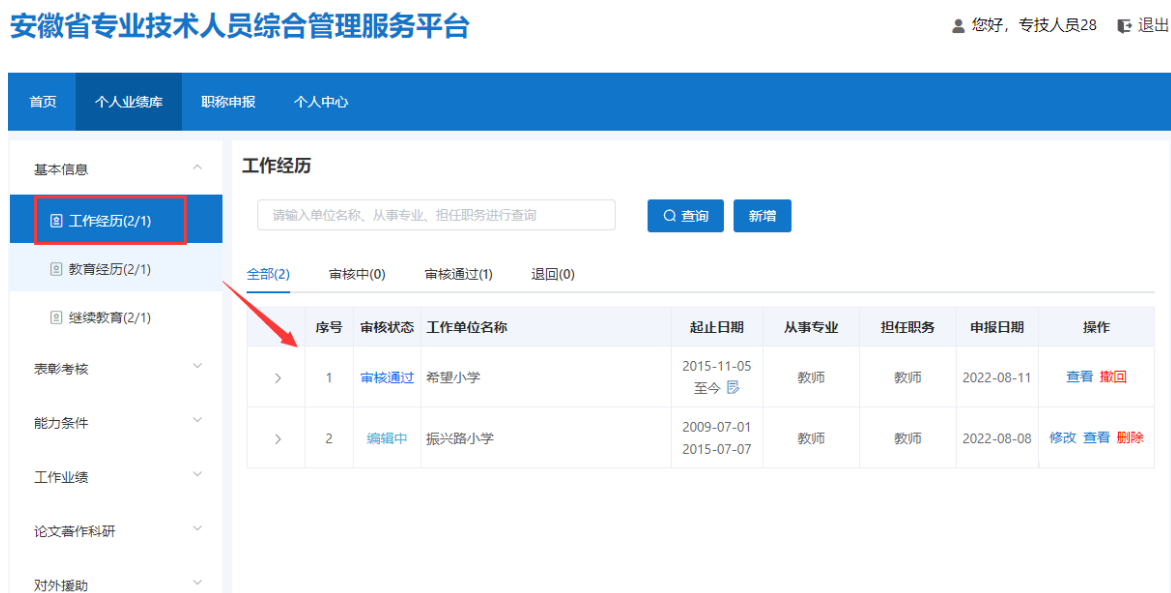 安徽省专业技术人员综合管理服务平台
您好，专技人员28 退出
首页 个人业绩库 职称申报 个人中心
基本信息
工作经历(2/1)
教育经历(2/1)
继续教育(2/1)
表彰考核
能力条件
工作业绩
论文著作科研
对外援助
工作经历
请输入单位名称、从事专业、担任职务进行查询 查询 新增
全部(2) 审核中(0) 审核通过(1) 退回(0)
序号 审核状态 工作单位名称 起止日期 从事专业 担任职务 申报日期 操作
1 审核通过 希望小学 2015-11-05 至今 教师 教师 2022-08-11 查看 撤回
2 编辑中 振兴路小学 2009-07-01 2015-07-07 教师 教师 2022-08-08 修改 查看 删除